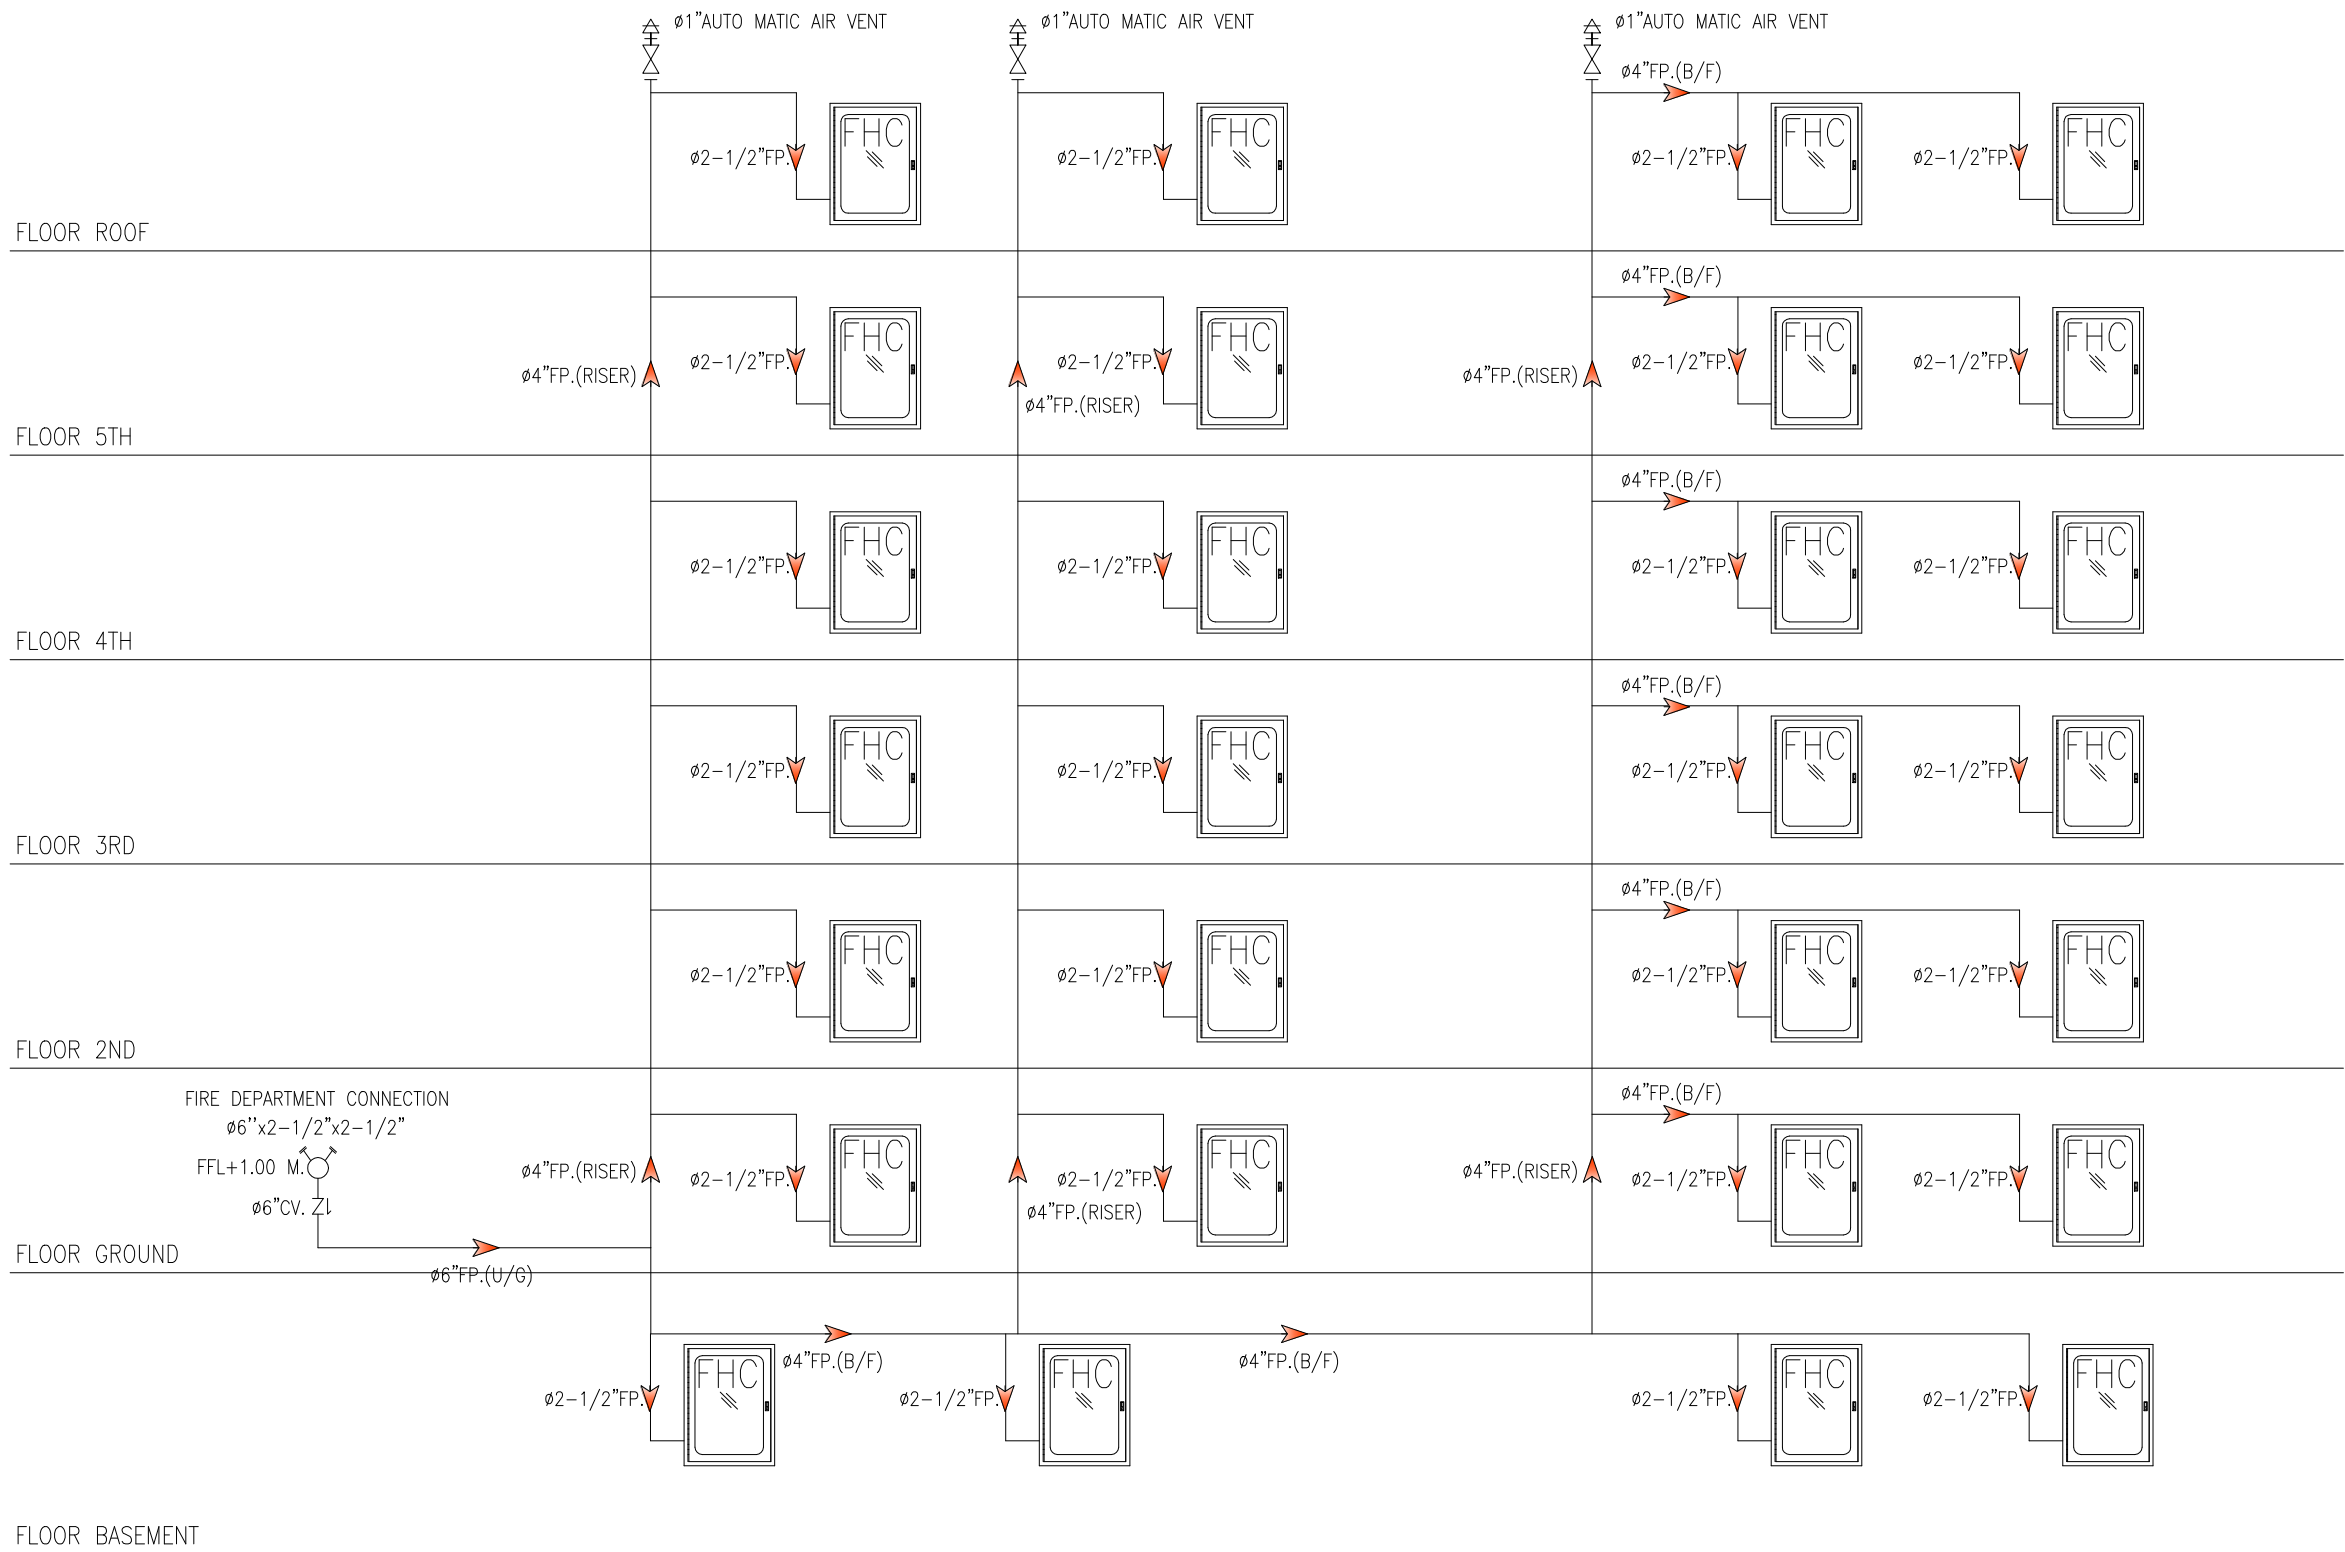 ø1"AUTO MATIC AIR VENT
ø1"AUTO MATIC AIR VENT
ø1"AUTO MATIC AIR VENT
ø4"FP.(B/F)
FHC
FHC
FHC
FHC
ø2-1/2"FP.
ø2-1/2"FP.
ø2-1/2"FP.
ø2-1/2"FP.
FLOOR ROOF
ø4"FP.(B/F)
FHC
FHC
FHC
FHC
ø2-1/2"FP.
ø2-1/2"FP.
ø2-1/2"FP.
ø2-1/2"FP.
ø4"FP.(RISER)
ø4"FP.(RISER)
ø4"FP.(RISER)
FLOOR 5TH
ø4"FP.(B/F)
FHC
FHC
FHC
FHC
ø2-1/2"FP.
ø2-1/2"FP.
ø2-1/2"FP.
ø2-1/2"FP.
FLOOR 4TH
ø4"FP.(B/F)
FHC
FHC
FHC
FHC
ø2-1/2"FP.
ø2-1/2"FP.
ø2-1/2"FP.
ø2-1/2"FP.
FLOOR 3RD
ø4"FP.(B/F)
FHC
FHC
FHC
FHC
ø2-1/2"FP.
ø2-1/2"FP.
ø2-1/2"FP.
ø2-1/2"FP.
FLOOR 2ND
FIRE DEPARTMENT CONNECTION
ø6''x2-1/2"x2-1/2"
FFL+1.00 M.
ø6"CV.
ø4"FP.(B/F)
FHC
FHC
FHC
FHC
ø4"FP.(RISER)
ø2-1/2"FP.
ø2-1/2"FP.
ø4"FP.(RISER)
ø2-1/2"FP.
ø2-1/2"FP.
ø4"FP.(RISER)
FLOOR GROUND
ø6"FP.(U/G)
FHC
ø4"FP.(B/F)
FHC
ø4"FP.(B/F)
FHC
FHC
ø2-1/2"FP.
ø2-1/2"FP.
ø2-1/2"FP.
ø2-1/2"FP.
FLOOR BASEMENT